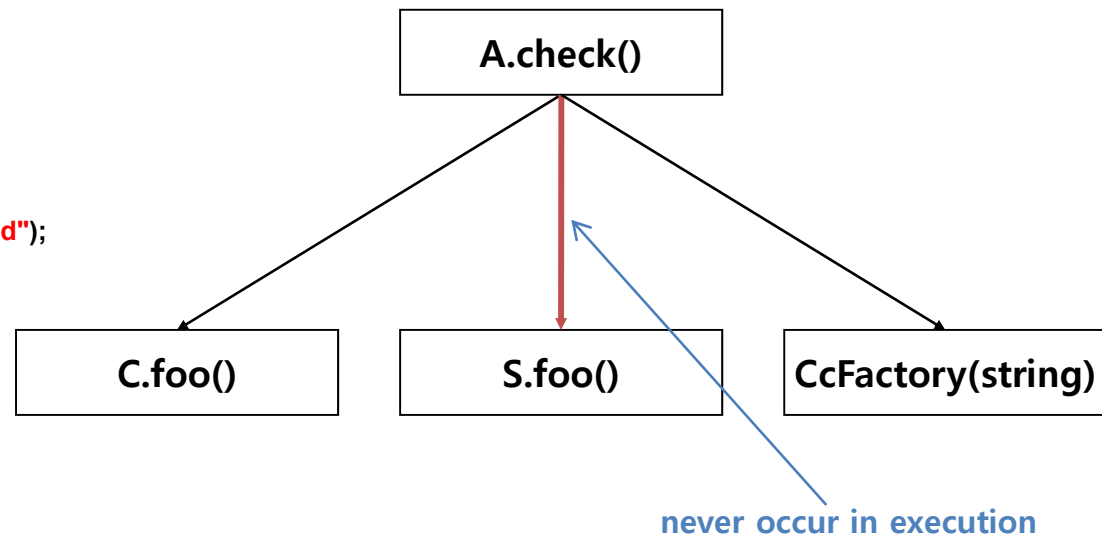 A.check()
d");
C.foo()
S.foo()
CcFactory(string)
never occur in execution